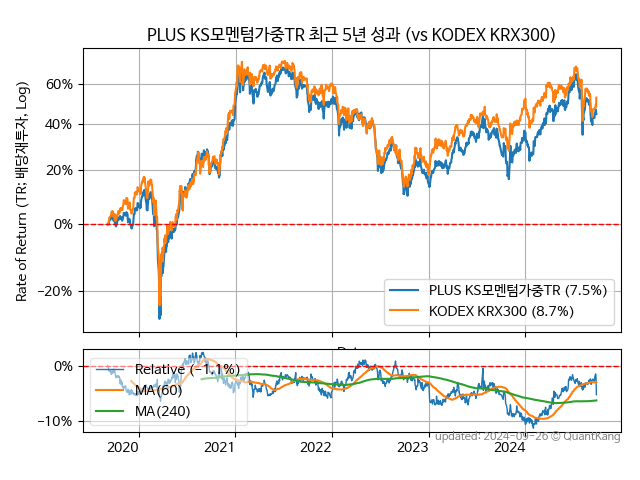 PLUS KS모멘텀가중TR 최근 5년 성과 (vs KODEX KRX300)
Rate of Return (TR: 배당재투자, Log)
60%
40%
20%
0%
−20%
PLUS KS모멘텀가중TR (7.5%)
KODEX KRX300 (8.7%)
0%
−10%
Relative (−1.1%)
MA(60)
MA(240)
2020
2021
2022
2023
2024
updated: 2024-09-26 © QuantKang